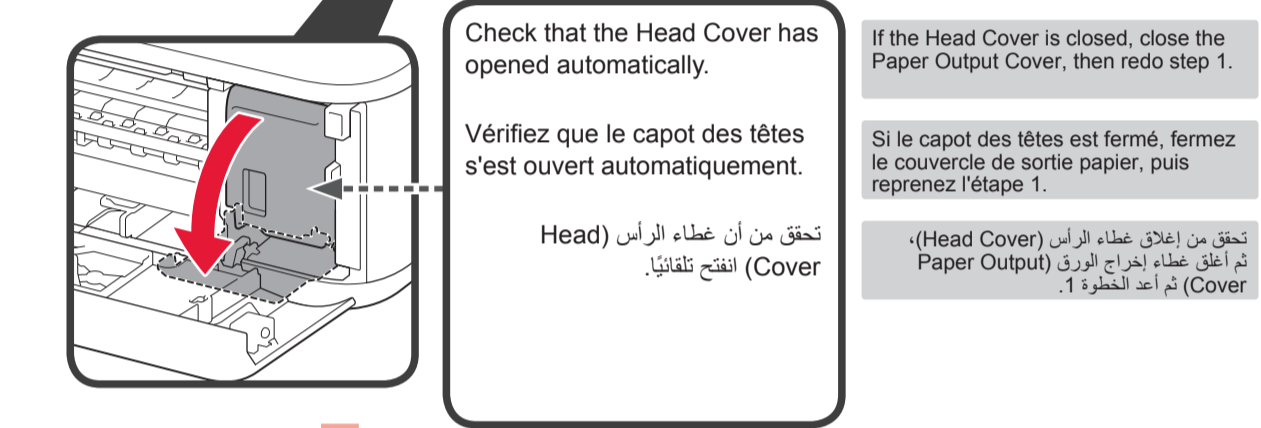 Check that the Head Cover has
opened automatically.
Vérifiez que le capot des têtes
s'est ouvert automatiquement.
تحقق من أن غطاء الرأس (Head
Cover) انفتح تلقائيًا.
If the Head Cover is closed, close the
Paper Output Cover, then redo step 1.
Si le capot des têtes est fermé, fermez
le couvercle de sortie papier, puis
reprenez l'étape 1.
تحقق من إغلاق غطاء الرأس (Head Cover)،
ثم أغلق غطاء إخراج الورق (Paper Output
Cover) ثم أعد الخطوة 1.